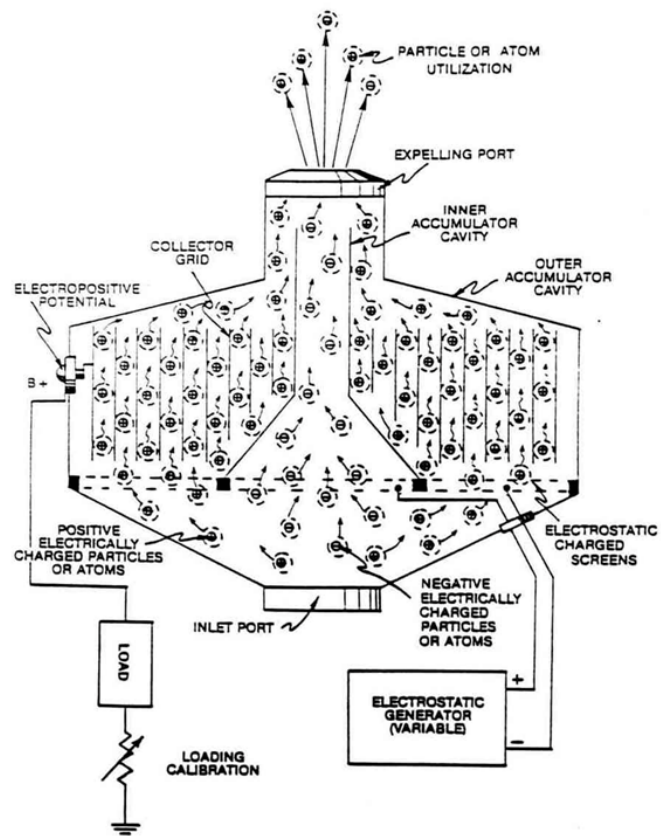 PARTICLE OR ATOM
UTILIZATION
EXPELLING PORT
INNER
ACCUMULATOR
CAVITY
COLLECTOR
GRID
OUTER
ACCUMULATOR
CAVITY
ELECTROPOSITIVE
POTENTIAL
B+
POSITIVE
ELECTRICALLY
CHARGED PARTICLES
OR ATOMS
ELECTROSTATIC
CHARGED
SCREENS
NEGATIVE
ELECTRICALLY
CHARGED
PARTICLES
OR ATOMS
INLET PORT
LOAD
+
ELECTROSTATIC
GENERATOR
(VARIABLE)
−
LOADING
CALIBRATION